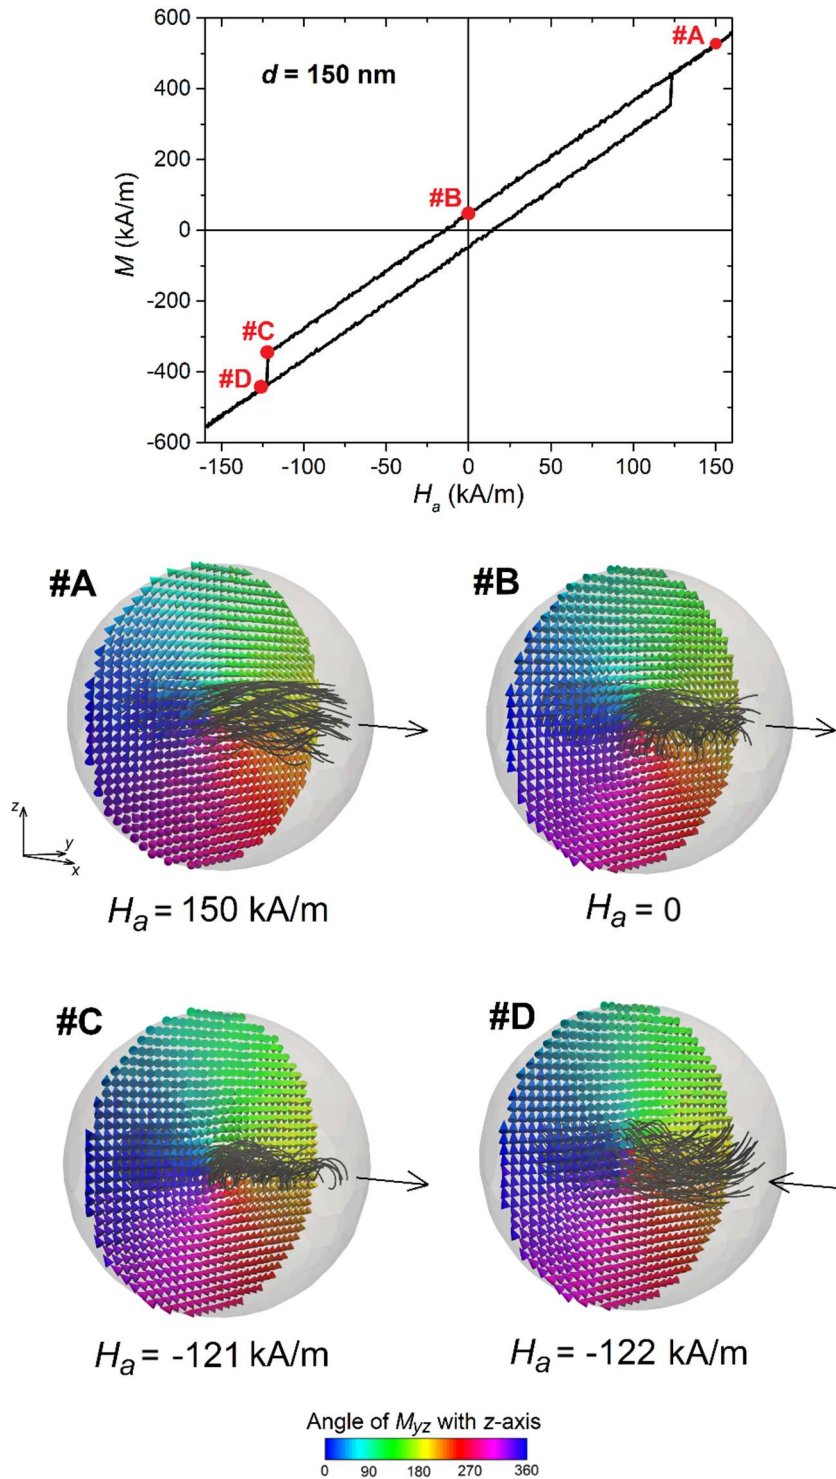 600
400
200
0
-200
-400
-600
M (kA/m)
d = 150 nm
#A
#B
#C
#D
-150 -100 -50 0 50 100 150
Hₐ (kA/m)
#A
#B
z
y
x
Hₐ = 150 kA/m
Hₐ = 0
#C
#D
Hₐ = -121 kA/m
Hₐ = -122 kA/m
Angle of Myz with z-axis
0 90 180 270 360